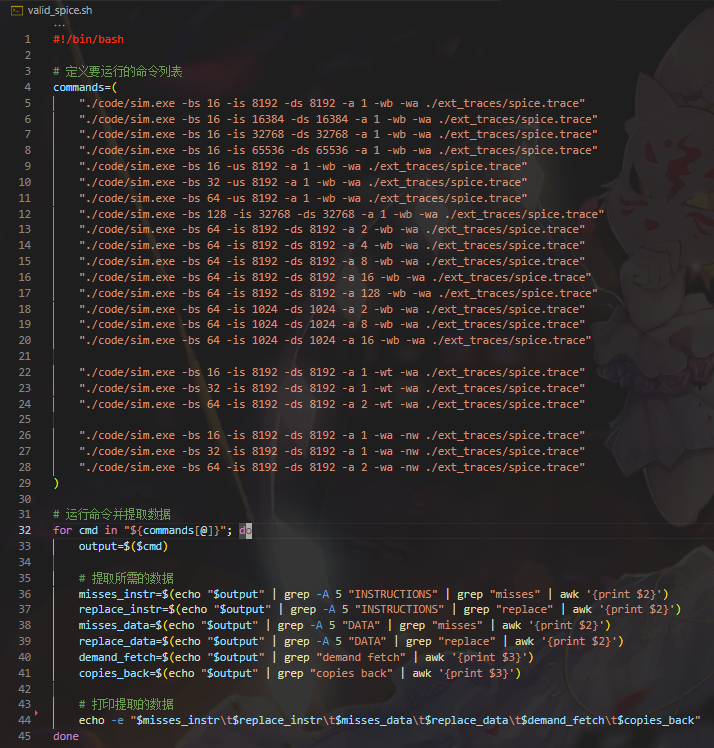 valid_spice.sh
...
1 #!/bin/bash
2
3 # 定义要运行的命令列表
4 commands=(
5 "./code/sim.exe -bs 16 -is 8192 -ds 8192 -a 1 -wb -wa ./ext_traces/spice.trace"
6 "./code/sim.exe -bs 16 -is 16384 -ds 16384 -a 1 -wb -wa ./ext_traces/spice.trace"
7 "./code/sim.exe -bs 16 -is 32768 -ds 32768 -a 1 -wb -wa ./ext_traces/spice.trace"
8 "./code/sim.exe -bs 16 -is 65536 -ds 65536 -a 1 -wb -wa ./ext_traces/spice.trace"
9 "./code/sim.exe -bs 16 -us 8192 -a 1 -wb -wa ./ext_traces/spice.trace"
10 "./code/sim.exe -bs 32 -us 8192 -a 1 -wb -wa ./ext_traces/spice.trace"
11 "./code/sim.exe -bs 64 -us 8192 -a 1 -wb -wa ./ext_traces/spice.trace"
12 "./code/sim.exe -bs 128 -is 32768 -ds 32768 -a 1 -wb -wa ./ext_traces/spice.trace"
13 "./code/sim.exe -bs 64 -is 8192 -ds 8192 -a 2 -wb -wa ./ext_traces/spice.trace"
14 "./code/sim.exe -bs 64 -is 8192 -ds 8192 -a 4 -wb -wa ./ext_traces/spice.trace"
15 "./code/sim.exe -bs 64 -is 8192 -ds 8192 -a 8 -wb -wa ./ext_traces/spice.trace"
16 "./code/sim.exe -bs 64 -is 8192 -ds 8192 -a 16 -wb -wa ./ext_traces/spice.trace"
17 "./code/sim.exe -bs 64 -is 8192 -ds 8192 -a 128 -wb -wa ./ext_traces/spice.trace"
18 "./code/sim.exe -bs 64 -is 1024 -ds 1024 -a 2 -wb -wa ./ext_traces/spice.trace"
19 "./code/sim.exe -bs 64 -is 1024 -ds 1024 -a 8 -wb -wa ./ext_traces/spice.trace"
20 "./code/sim.exe -bs 64 -is 1024 -ds 1024 -a 16 -wb -wa ./ext_traces/spice.trace"
21
22 "./code/sim.exe -bs 16 -is 8192 -ds 8192 -a 1 -wt -wa ./ext_traces/spice.trace"
23 "./code/sim.exe -bs 32 -is 8192 -ds 8192 -a 1 -wt -wa ./ext_traces/spice.trace"
24 "./code/sim.exe -bs 64 -is 8192 -ds 8192 -a 2 -wt -wa ./ext_traces/spice.trace"
25
26 "./code/sim.exe -bs 16 -is 8192 -ds 8192 -a 1 -wa -nw ./ext_traces/spice.trace"
27 "./code/sim.exe -bs 32 -is 8192 -ds 8192 -a 1 -wa -nw ./ext_traces/spice.trace"
28 "./code/sim.exe -bs 64 -is 8192 -ds 8192 -a 2 -wa -nw ./ext_traces/spice.trace"
29 )
30
31 # 运行命令并提取数据
32 for cmd in "${commands[@]}"; do
33 output=$($cmd)
34
35 # 提取所需的数据
36 misses_instr=$(echo "$output" | grep -A 5 "INSTRUCTIONS" | grep "misses" | awk '{print $2}')
37 replace_instr=$(echo "$output" | grep -A 5 "INSTRUCTIONS" | grep "replace" | awk '{print $2}')
38 misses_data=$(echo "$output" | grep -A 5 "DATA" | grep "misses" | awk '{print $2}')
39 replace_data=$(echo "$output" | grep -A 5 "DATA" | grep "replace" | awk '{print $2}')
40 demand_fetch=$(echo "$output" | grep "demand fetch" | awk '{print $3}')
41 copies_back=$(echo "$output" | grep "copies back" | awk '{print $3}')
42
43 # 打印提取的数据
44 echo -e "$misses_instr\t$replace_instr\t$misses_data\t$replace_data\t$demand_fetch\t$copies_back"
45 done